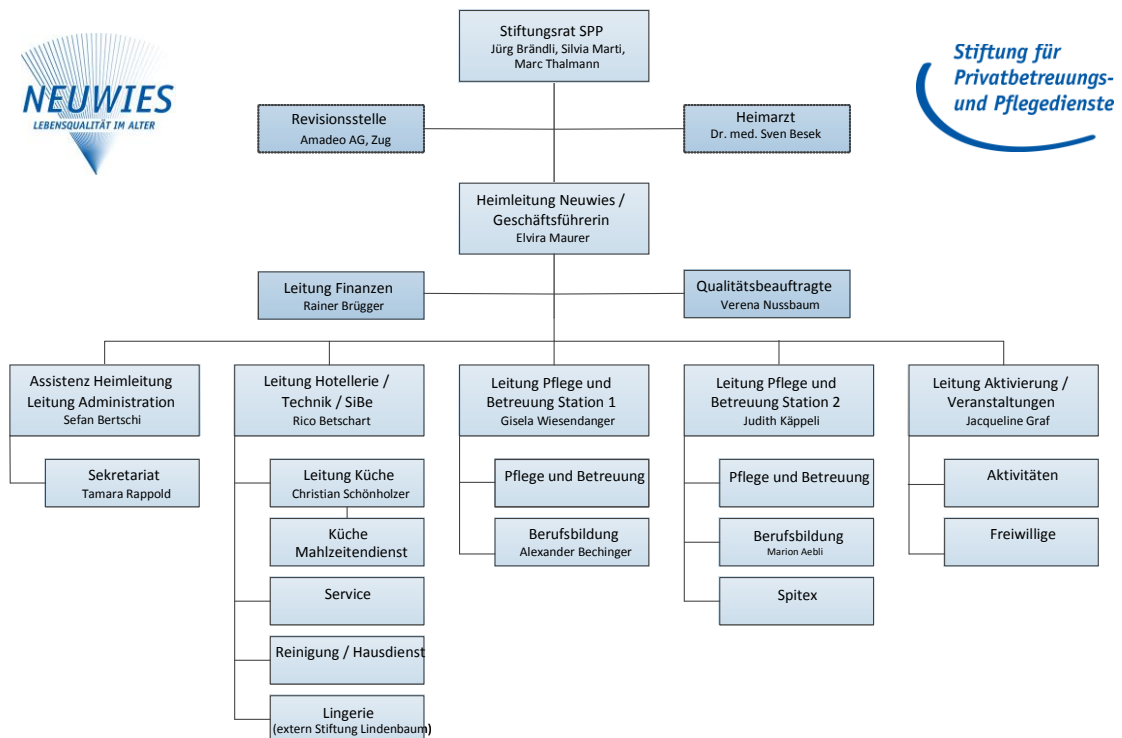 Stiftungsrat SPP
Jürg Brändli, Silvia Marti,
Marc Thalmann
NEUWIES
LEBENSQUALITÄT IM ALTER
Stiftung für
Privatbetreuungs-
und Pflegedienste
Revisionsstelle
Amadeo AG, Zug
Heimarzt
Dr. med. Sven Besek
Heimleitung Neuwies /
Geschäftsführerin
Elvira Maurer
Leitung Finanzen
Rainer Brügger
Qualitätsbeauftragte
Verena Nussbaum
Assistenz Heimleitung
Leitung Administration
Sefan Bertschi
Leitung Hotellerie /
Technik / SiBe
Rico Betschart
Leitung Pflege und
Betreuung Station 1
Gisela Wiesendanger
Leitung Pflege und
Betreuung Station 2
Judith Käppeli
Leitung Aktivierung /
Veranstaltungen
Jacqueline Graf
Sekretariat
Tamara Rappold
Leitung Küche
Christian Schönholzer
Pflege und Betreuung
Pflege und Betreuung
Aktivitäten
Küche
Mahlzeitendienst
Berufsbildung
Alexander Bechinger
Berufsbildung
Marion Aebli
Freiwillige
Service
Spitex
Reinigung / Hausdienst
Lingerie
(extern Stiftung Lindenbaum)